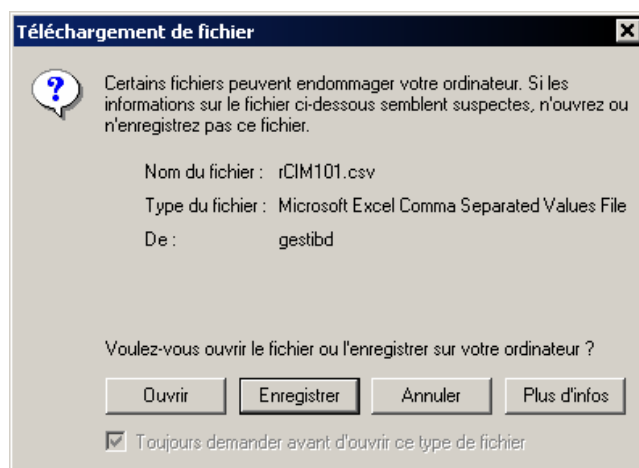 Téléchargement de fichier
Certains fichiers peuvent endommager votre ordinateur. Si les
informations sur le fichier ci-dessous semblent suspectes, n'ouvrez ou
n'enregistrez pas ce fichier.
Nom du fichier : rCIM101.csv
Type du fichier : Microsoft Excel Comma Separated Values File
De : gestibd
Voulez-vous ouvrir le fichier ou l'enregistrer sur votre ordinateur ?
Ouvrir Enregistrer Annuler Plus d'infos
Toujours demander avant d'ouvrir ce type de fichier